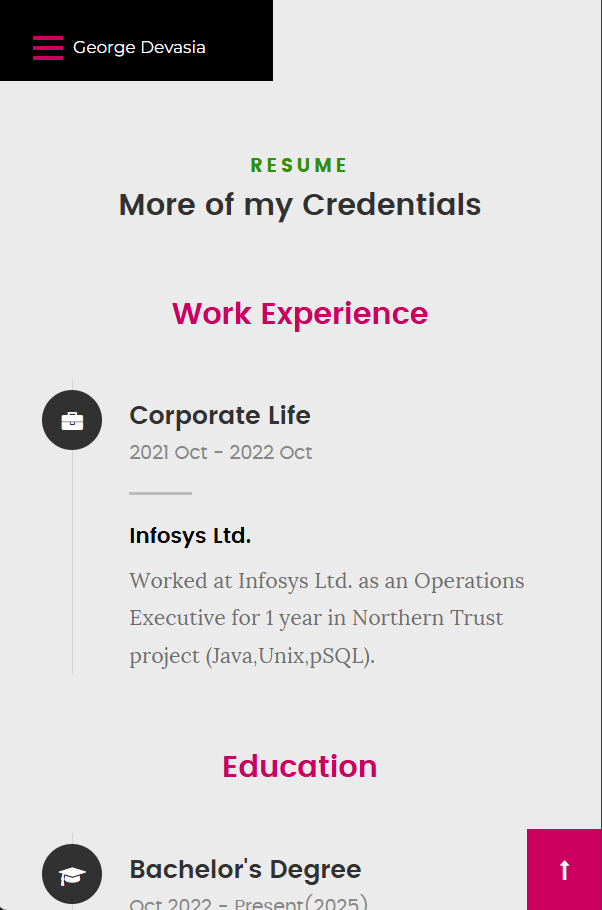 George Devasia
RESUME
More of my Credentials
Work Experience
Corporate Life
2021 Oct - 2022 Oct
Infosys Ltd.
Worked at Infosys Ltd. as an Operations
Executive for 1 year in Northern Trust
project (Java,Unix,pSQL).
Education
Bachelor's Degree
Oct 2022 - Present(2025)